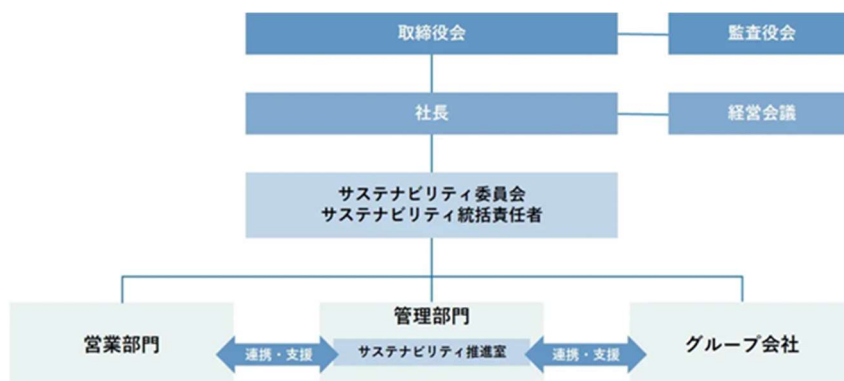 取締役会
監査役会
社長
経営会議
サステナビリティ委員会
サステナビリティ統括責任者
営業部門
連携・支援
管理部門
サステナビリティ推進室
連携・支援
グループ会社